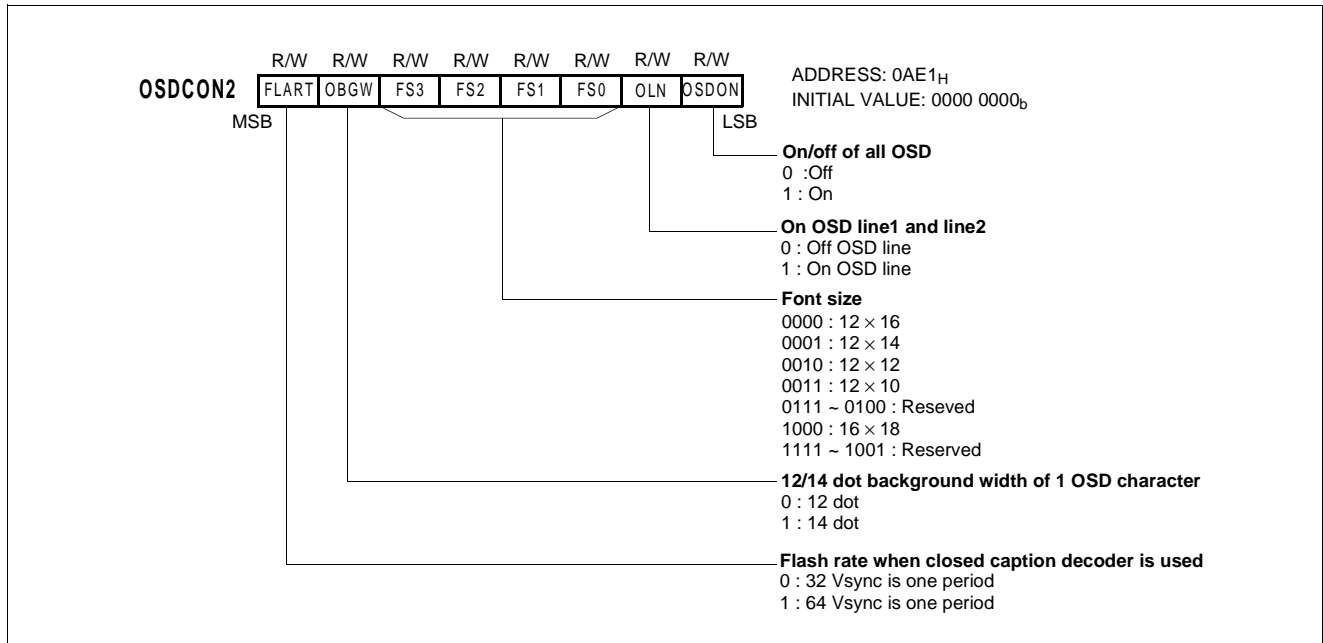 R/W R/W R/W R/W R/W R/W R/W R/W
OSDCON2 FLART OBGW FS3 FS2 FS1 FS0 OLN OSDON
MSB LSB
ADDRESS: 0AE1H
INITIAL VALUE: 0000 0000b
On/off of all OSD
0 :Off
1 : On
On OSD line1 and line2
0 : Off OSD line
1 : On OSD line
Font size
0000 : 12 × 16
0001 : 12 × 14
0010 : 12 × 12
0011 : 12 × 10
0111 ~ 0100 : Reseved
1000 : 16 × 18
1111 ~ 1001 : Reserved
12/14 dot background width of 1 OSD character
0 : 12 dot
1 : 14 dot
Flash rate when closed caption decoder is used
0 : 32 Vsync is one period
1 : 64 Vsync is one period